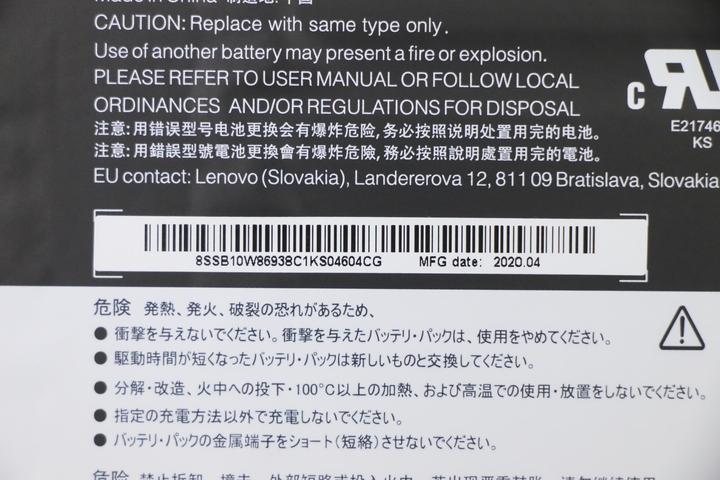 Made in China 制造地: 中国
CAUTION: Replace with same type only.
Use of another battery may present a fire or explosion.
PLEASE REFER TO USER MANUAL OR FOLLOW LOCAL
ORDINANCES AND/OR REGULATIONS FOR DISPOSAL
注意: 用错误型号电池更换会有爆炸危险, 务必按照说明处置用完的电池。
注意: 用錯誤型號電池更換會有爆炸危險, 務必按照說明處置用完的電池。
EU contact: Lenovo (Slovakia), Landererova 12, 811 09 Bratislava, Slovakia
c
E21746
KS
8SSB10W86938C1KS04604CG MFG date: 2020.04
危険 発熱、発火、破裂の恐れがあるため、
● 衝撃を与えないでください。衝撃を与えたバッテリ・パックは、使用をやめてください。
● 駆動時間が短くなったバッテリ・パックは新しいものと交換してください。
● 分解・改造、火中への投下・100°C以上の加熱、および高温での使用・放置をしないでください。
● 指定の充電方法以外で充電しないでください。
● バッテリ・パックの金属端子をショート(短絡)させないでください。